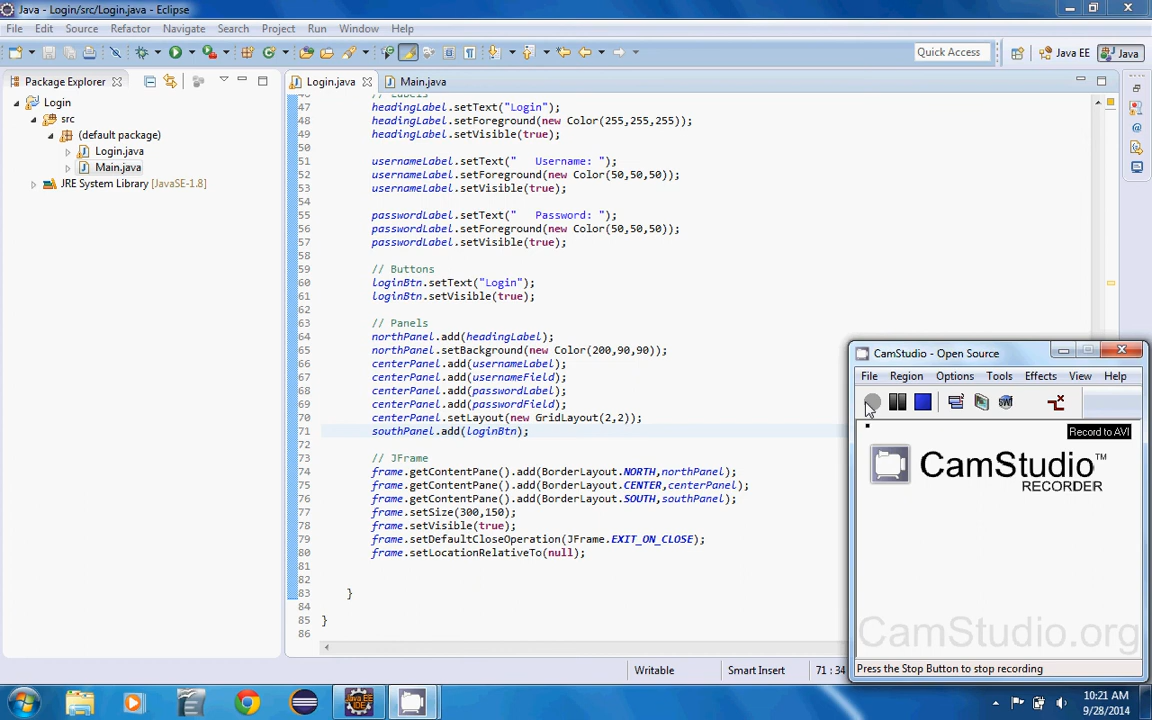 Java - Login/src/Login.java - Eclipse
File Edit Source Refactor Navigate Search Project Run Window Help
Quick Access Java EE Java
Package Explorer Login.java Main.java
Login
src
(default package)
Login.java
Main.java
JRE System Library [JavaSE-1.8]
46 // Labels
47 headingLabel.setText("Login");
48 headingLabel.setForeground(new Color(255,255,255));
49 headingLabel.setVisible(true);
50
51 usernameLabel.setText("   Username: ");
52 usernameLabel.setForeground(new Color(50,50,50));
53 usernameLabel.setVisible(true);
54
55 passwordLabel.setText("   Password: ");
56 passwordLabel.setForeground(new Color(50,50,50));
57 passwordLabel.setVisible(true);
58
59 // Buttons
60 loginBtn.setText("Login");
61 loginBtn.setVisible(true);
62
63 // Panels
64 northPanel.add(headingLabel);
65 northPanel.setBackground(new Color(200,90,90));
66 centerPanel.add(usernameLabel);
67 centerPanel.add(usernameField);
68 centerPanel.add(passwordLabel);
69 centerPanel.add(passwordField);
70 centerPanel.setLayout(new GridLayout(2,2));
71 southPanel.add(loginBtn);
72
73 // JFrame
74 frame.getContentPane().add(BorderLayout.NORTH,northPanel);
75 frame.getContentPane().add(BorderLayout.CENTER,centerPanel);
76 frame.getContentPane().add(BorderLayout.SOUTH,southPanel);
77 frame.setSize(300,150);
78 frame.setVisible(true);
79 frame.setDefaultCloseOperation(JFrame.EXIT_ON_CLOSE);
80 frame.setLocationRelativeTo(null);
81
82
83 }
84
85 }
86
Writable Smart Insert 71 : 34
CamStudio - Open Source
File Region Options Tools Effects View Help
Record to AVI
CamStudio™
RECORDER
CamStudio.org
Press the Stop Button to stop recording
10:21 AM
9/28/2014